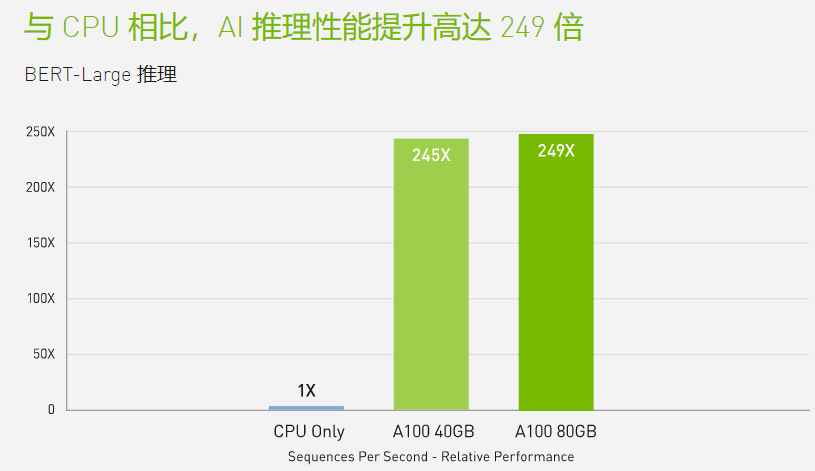 与 CPU 相比，AI 推理性能提升高达 249 倍
BERT-Large 推理
250X
200X
150X
100X
50X
0
1X
245X
249X
CPU Only
A100 40GB
A100 80GB
Sequences Per Second - Relative Performance